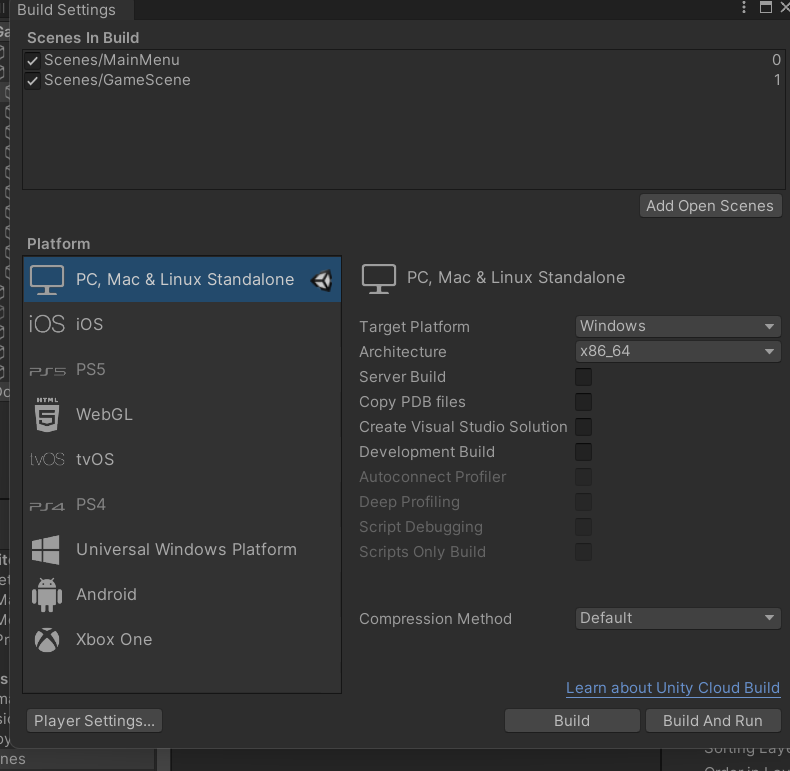 Build Settings
Scenes In Build
Scenes/MainMenu 0
Scenes/GameScene 1
Add Open Scenes
Platform
PC, Mac & Linux Standalone
iOS iOS
PS5 PS5
HTML 5 WebGL
tvOS tvOS
PS4 PS4
Universal Windows Platform
Android
Xbox One
PC, Mac & Linux Standalone
Target Platform Windows
Architecture x86_64
Server Build
Copy PDB files
Create Visual Studio Solution
Development Build
Autoconnect Profiler
Deep Profiling
Script Debugging
Scripts Only Build
Compression Method Default
Learn about Unity Cloud Build
Player Settings...
Build
Build And Run